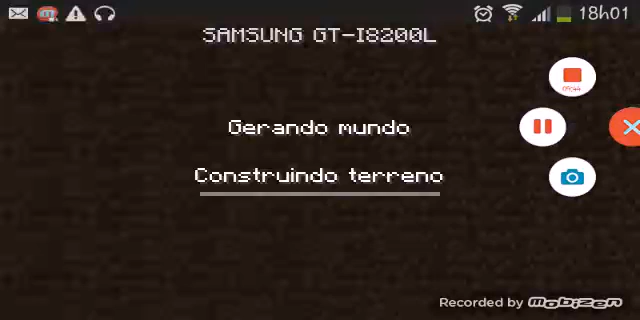 18h01
SAMSUNG GT-I8200L
Gerando mundo
Construindo terreno
Recorded by mobizen